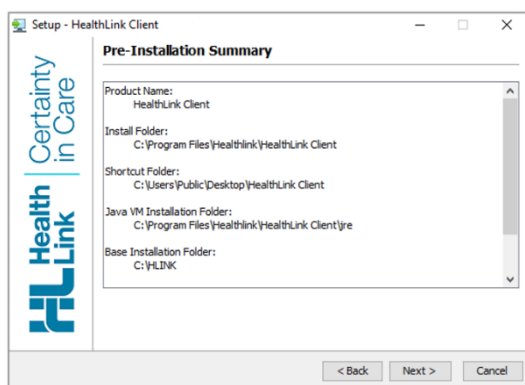 Setup - HealthLink Client
Pre-Installation Summary
Product Name:
HealthLink Client
Install Folder:
C:\Program Files\Healthlink\HealthLink Client
Shortcut Folder:
C:\Users\Public\Desktop\HealthLink Client
Java VM Installation Folder:
C:\Program Files\Healthlink\HealthLink Client\jre
Base Installation Folder:
C:\HLINK
HL Health
Link
Certainty
in Care
< Back
Next >
Cancel